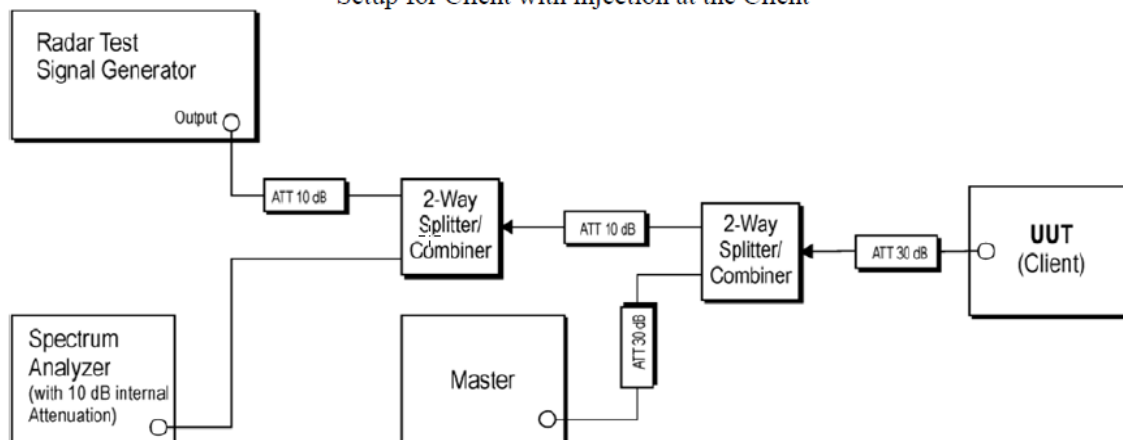 Setup for Client with injection at the Client
Radar Test
Signal Generator
Output
ATT 10 dB
2-Way
Splitter/
Combiner
ATT 10 dB
2-Way
Splitter/
Combiner
ATT 30 dB
UUT
(Client)
Spectrum
Analyzer
(with 10 dB internal
Attenuation)
Master
ATT 30 dB